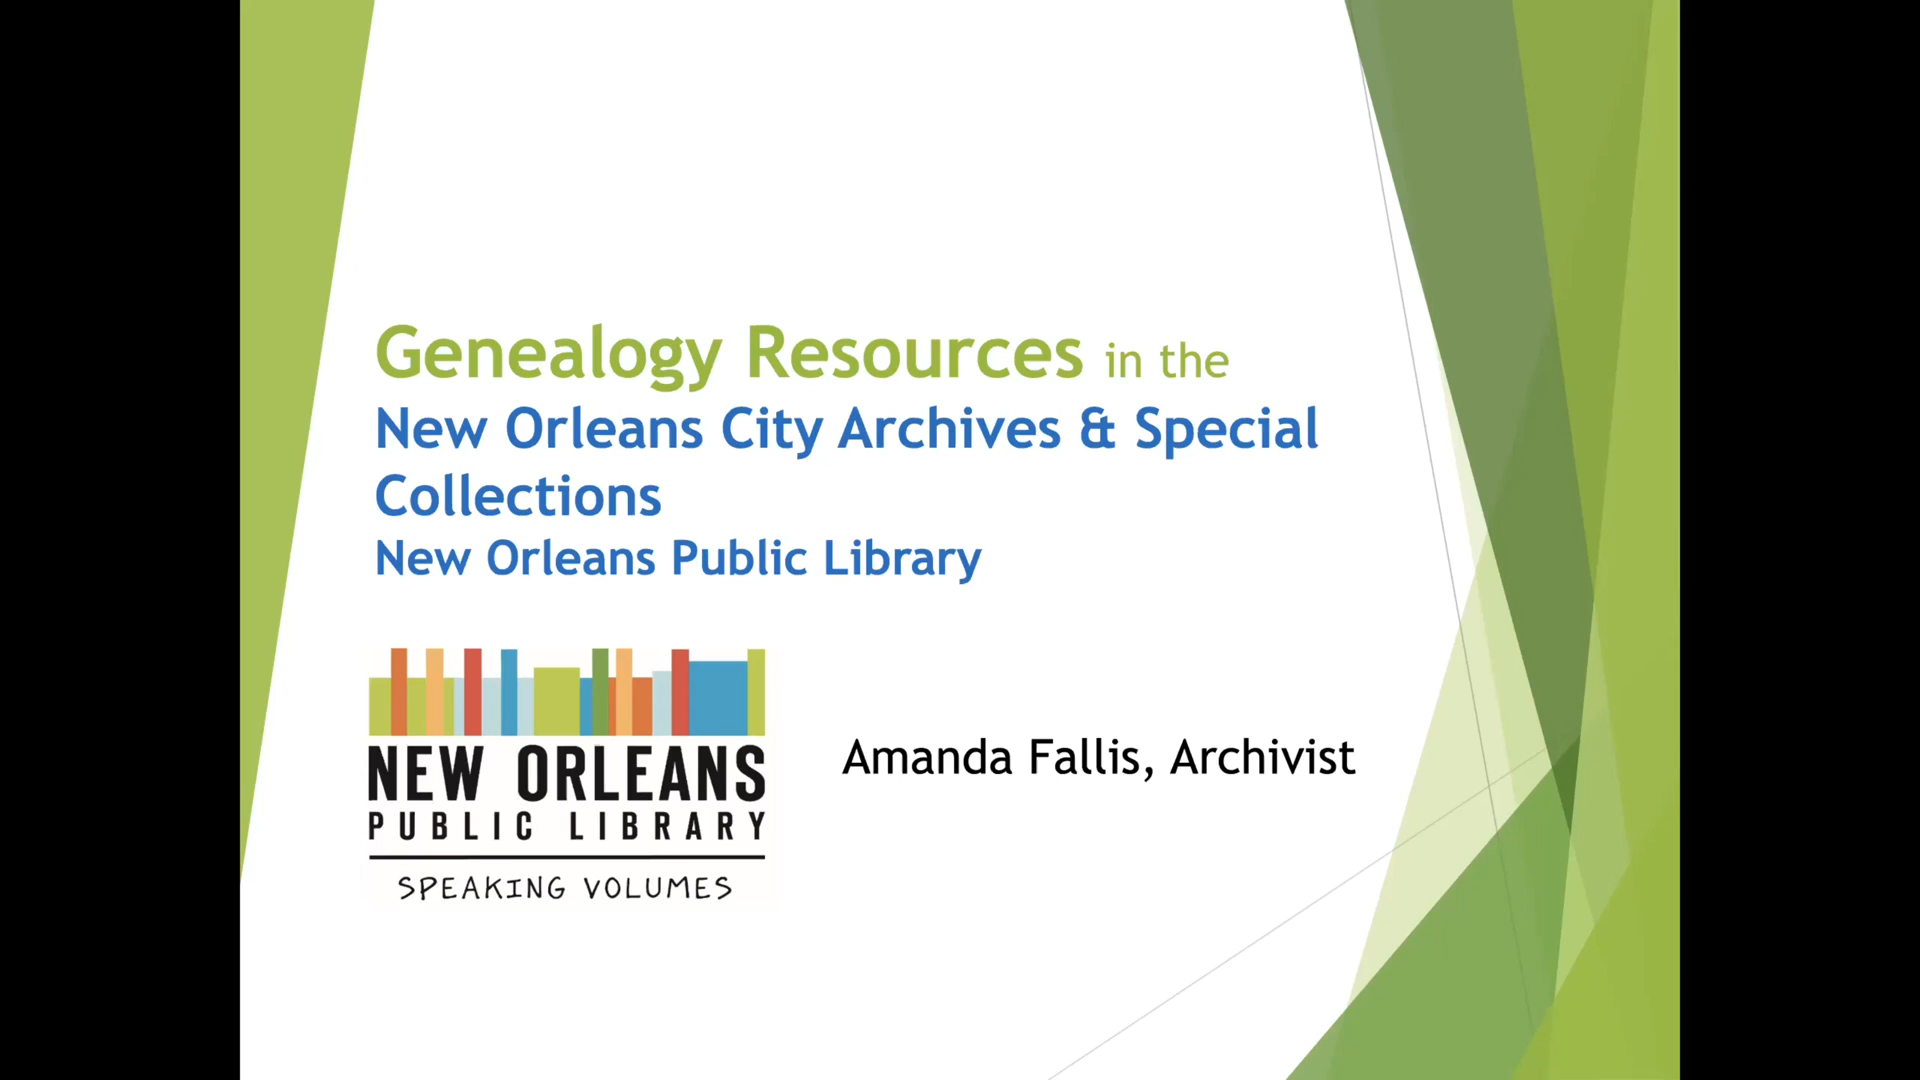 Genealogy Resources in the
New Orleans City Archives & Special
Collections
New Orleans Public Library
NEW ORLEANS
PUBLIC LIBRARY
SPEAKING VOLUMES
Amanda Fallis, Archivist